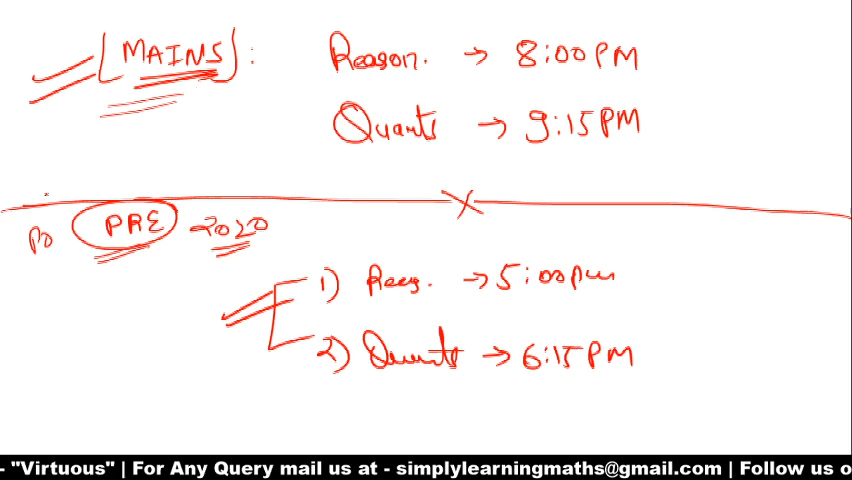 [MAINS] : Reason. → 8:00PM
Quants → 9:15PM
PO PRE 2020
1) Reas. → 5:00pm
2) Quants → 6:15PM
- "Virtuous" | For Any Query mail us at - simplylearningmaths@gmail.com | Follow us o